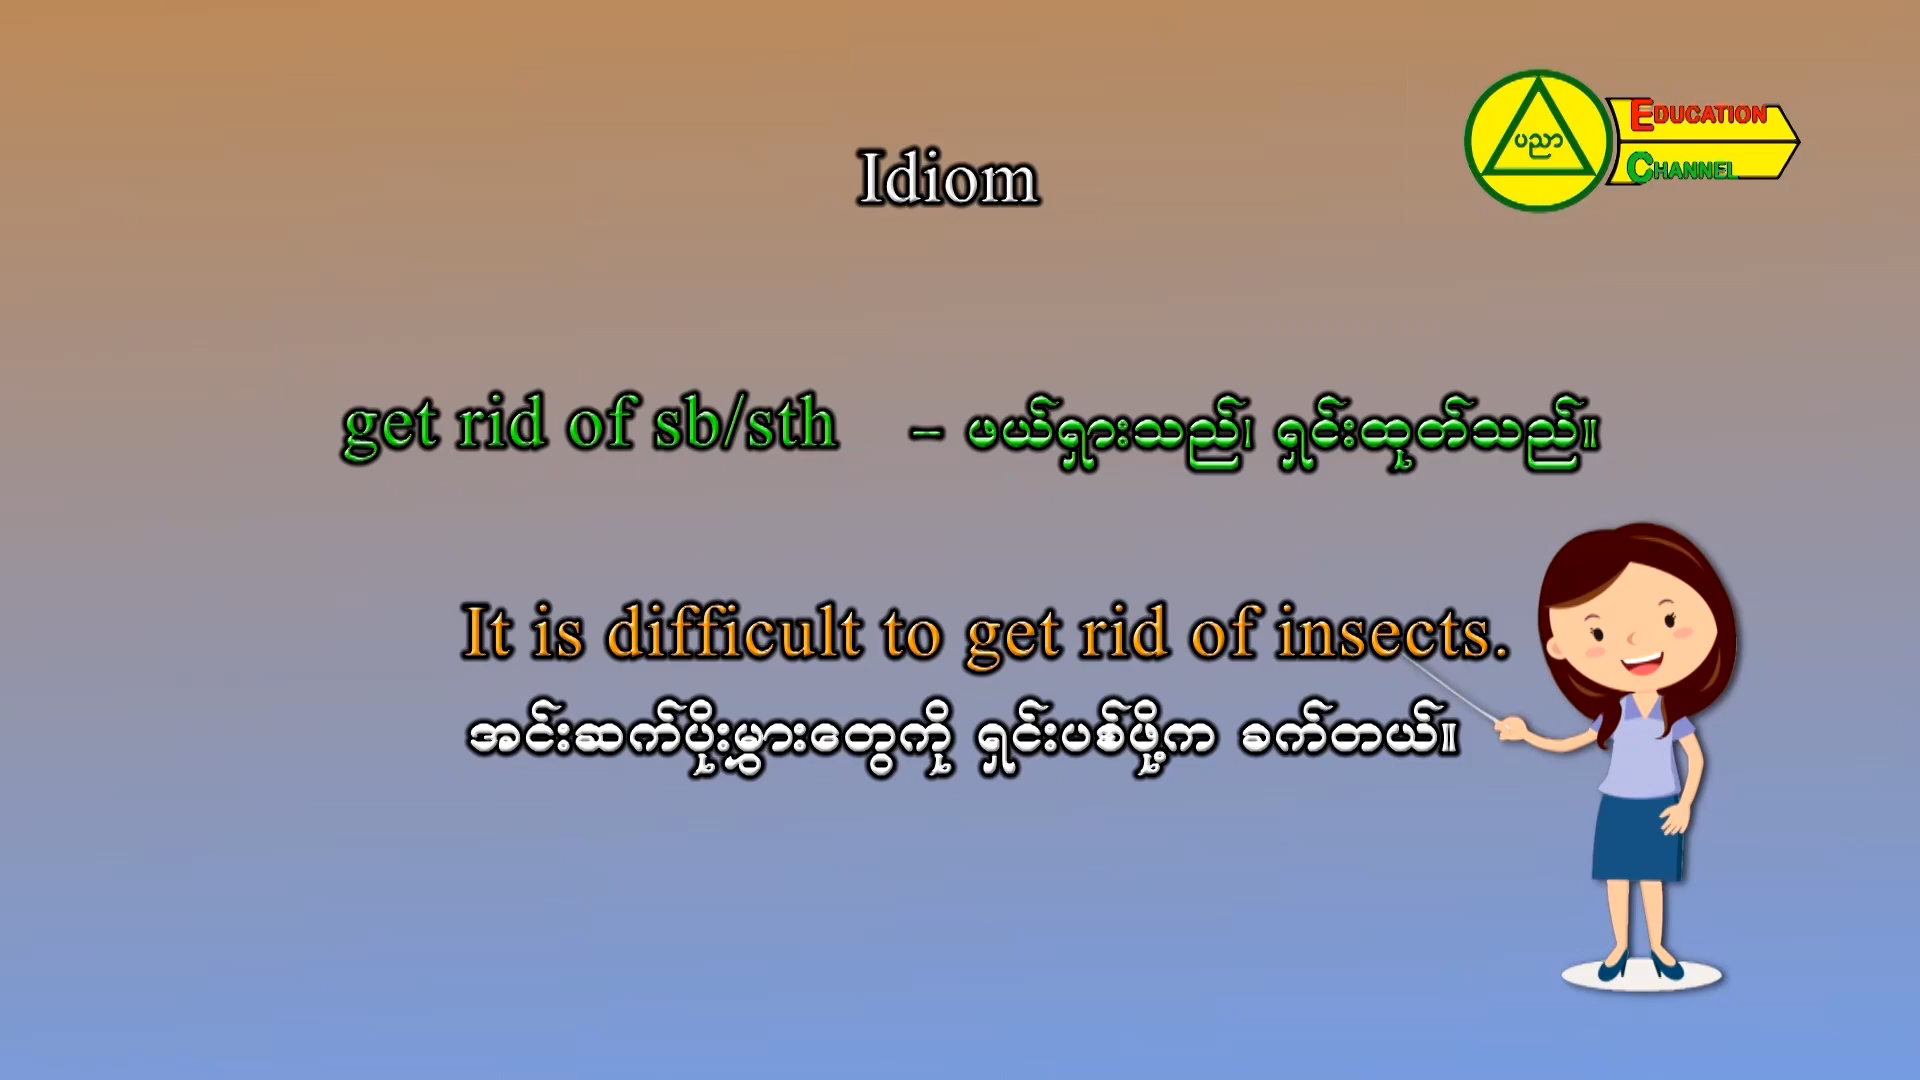 ပညာ
EDUCATION
CHANNEL
Idiom
get rid of sb/sth – ဖယ်ရှားသည်၊ ရှင်းထုတ်သည်။
It is difficult to get rid of insects.
အင်းဆက်ပိုးမွှားတွေကို ရှင်းပစ်ဖို့က ခက်တယ်။